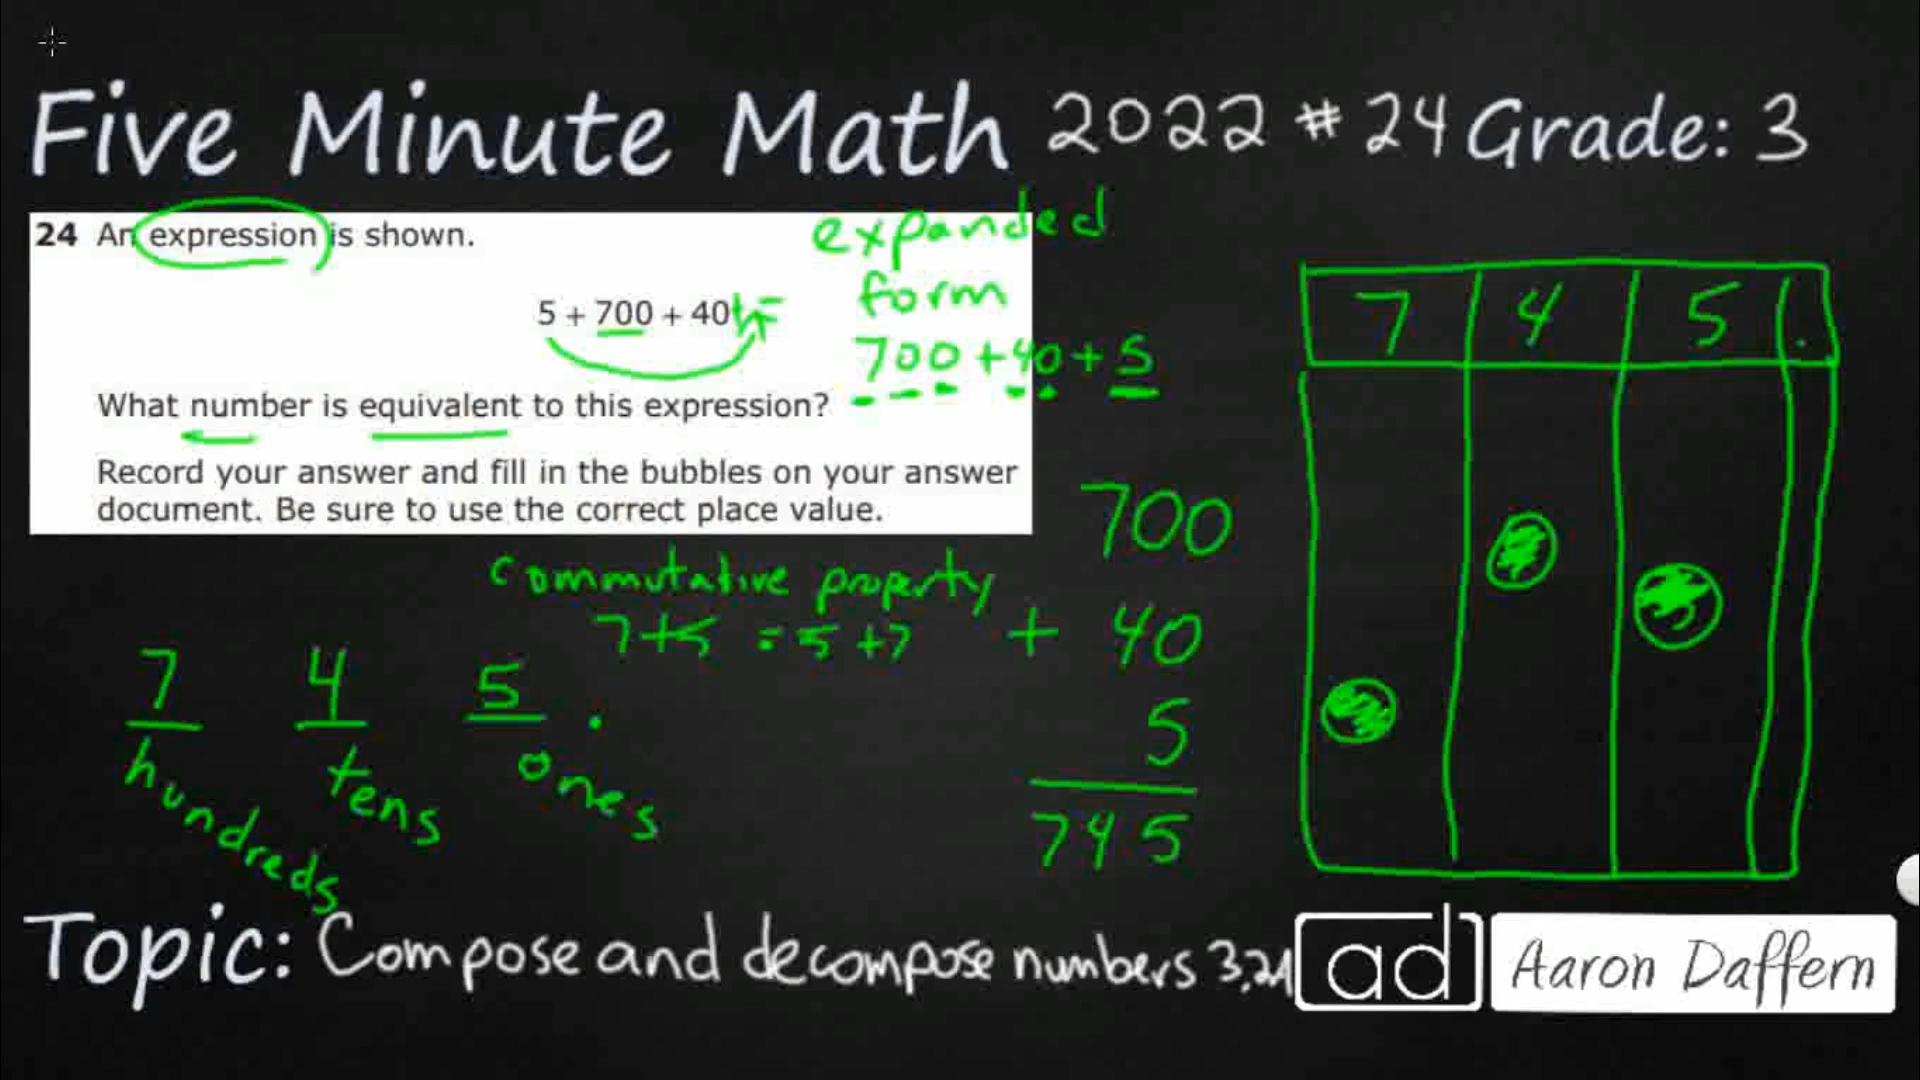 Five Minute Math 2022 # 24 Grade: 3
24 An expression is shown.
expanded
form
5 + 700 + 40 =
700 + 40 + 5
What number is equivalent to this expression?
Record your answer and fill in the bubbles on your answer
document. Be sure to use the correct place value.
7 4 5 .
commutative property
7+5 = 5+7
700
+ 40
5
745
7 4 5 .
hundreds tens ones
Topic: Compose and decompose numbers
ad Aaron Daffern